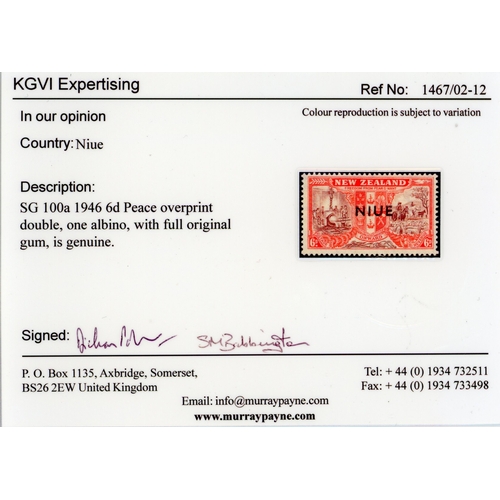 KGVI Expertising
Ref No: 1467/02-12
In our opinion
Colour reproduction is subject to variation
Country: Niue
Description:
SG 100a 1946 6d Peace overprint
double, one albino, with full original
gum, is genuine.
NEW ZEALAND
NIUE
6D
6D
Signed:
SMBabbington
P. O. Box 1135, Axbridge, Somerset,
BS26 2EW United Kingdom
Tel: + 44 (0) 1934 732511
Fax: + 44 (0) 1934 733498
Email: info@murraypayne.com
www.murraypayne.com